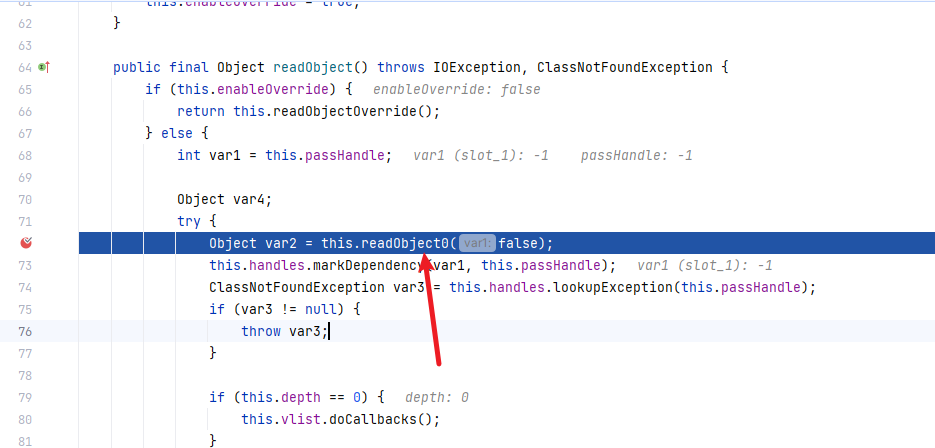 61 this.enableOverride = true;
62 }
63
64 public final Object readObject() throws IOException, ClassNotFoundException {
65 if (this.enableOverride) { enableOverride: false
66 return this.readObjectOverride();
67 } else {
68 int var1 = this.passHandle; var1 (slot_1): -1 passHandle: -1
69
70 Object var4;
71 try {
Object var2 = this.readObject0( var1: false);
73 this.handles.markDependency(var1, this.passHandle); var1 (slot_1): -1
74 ClassNotFoundException var3 = this.handles.lookupException(this.passHandle);
75 if (var3 != null) {
76 throw var3;
77 }
78
79 if (this.depth == 0) { depth: 0
80 this.vlist.doCallbacks();
81 }